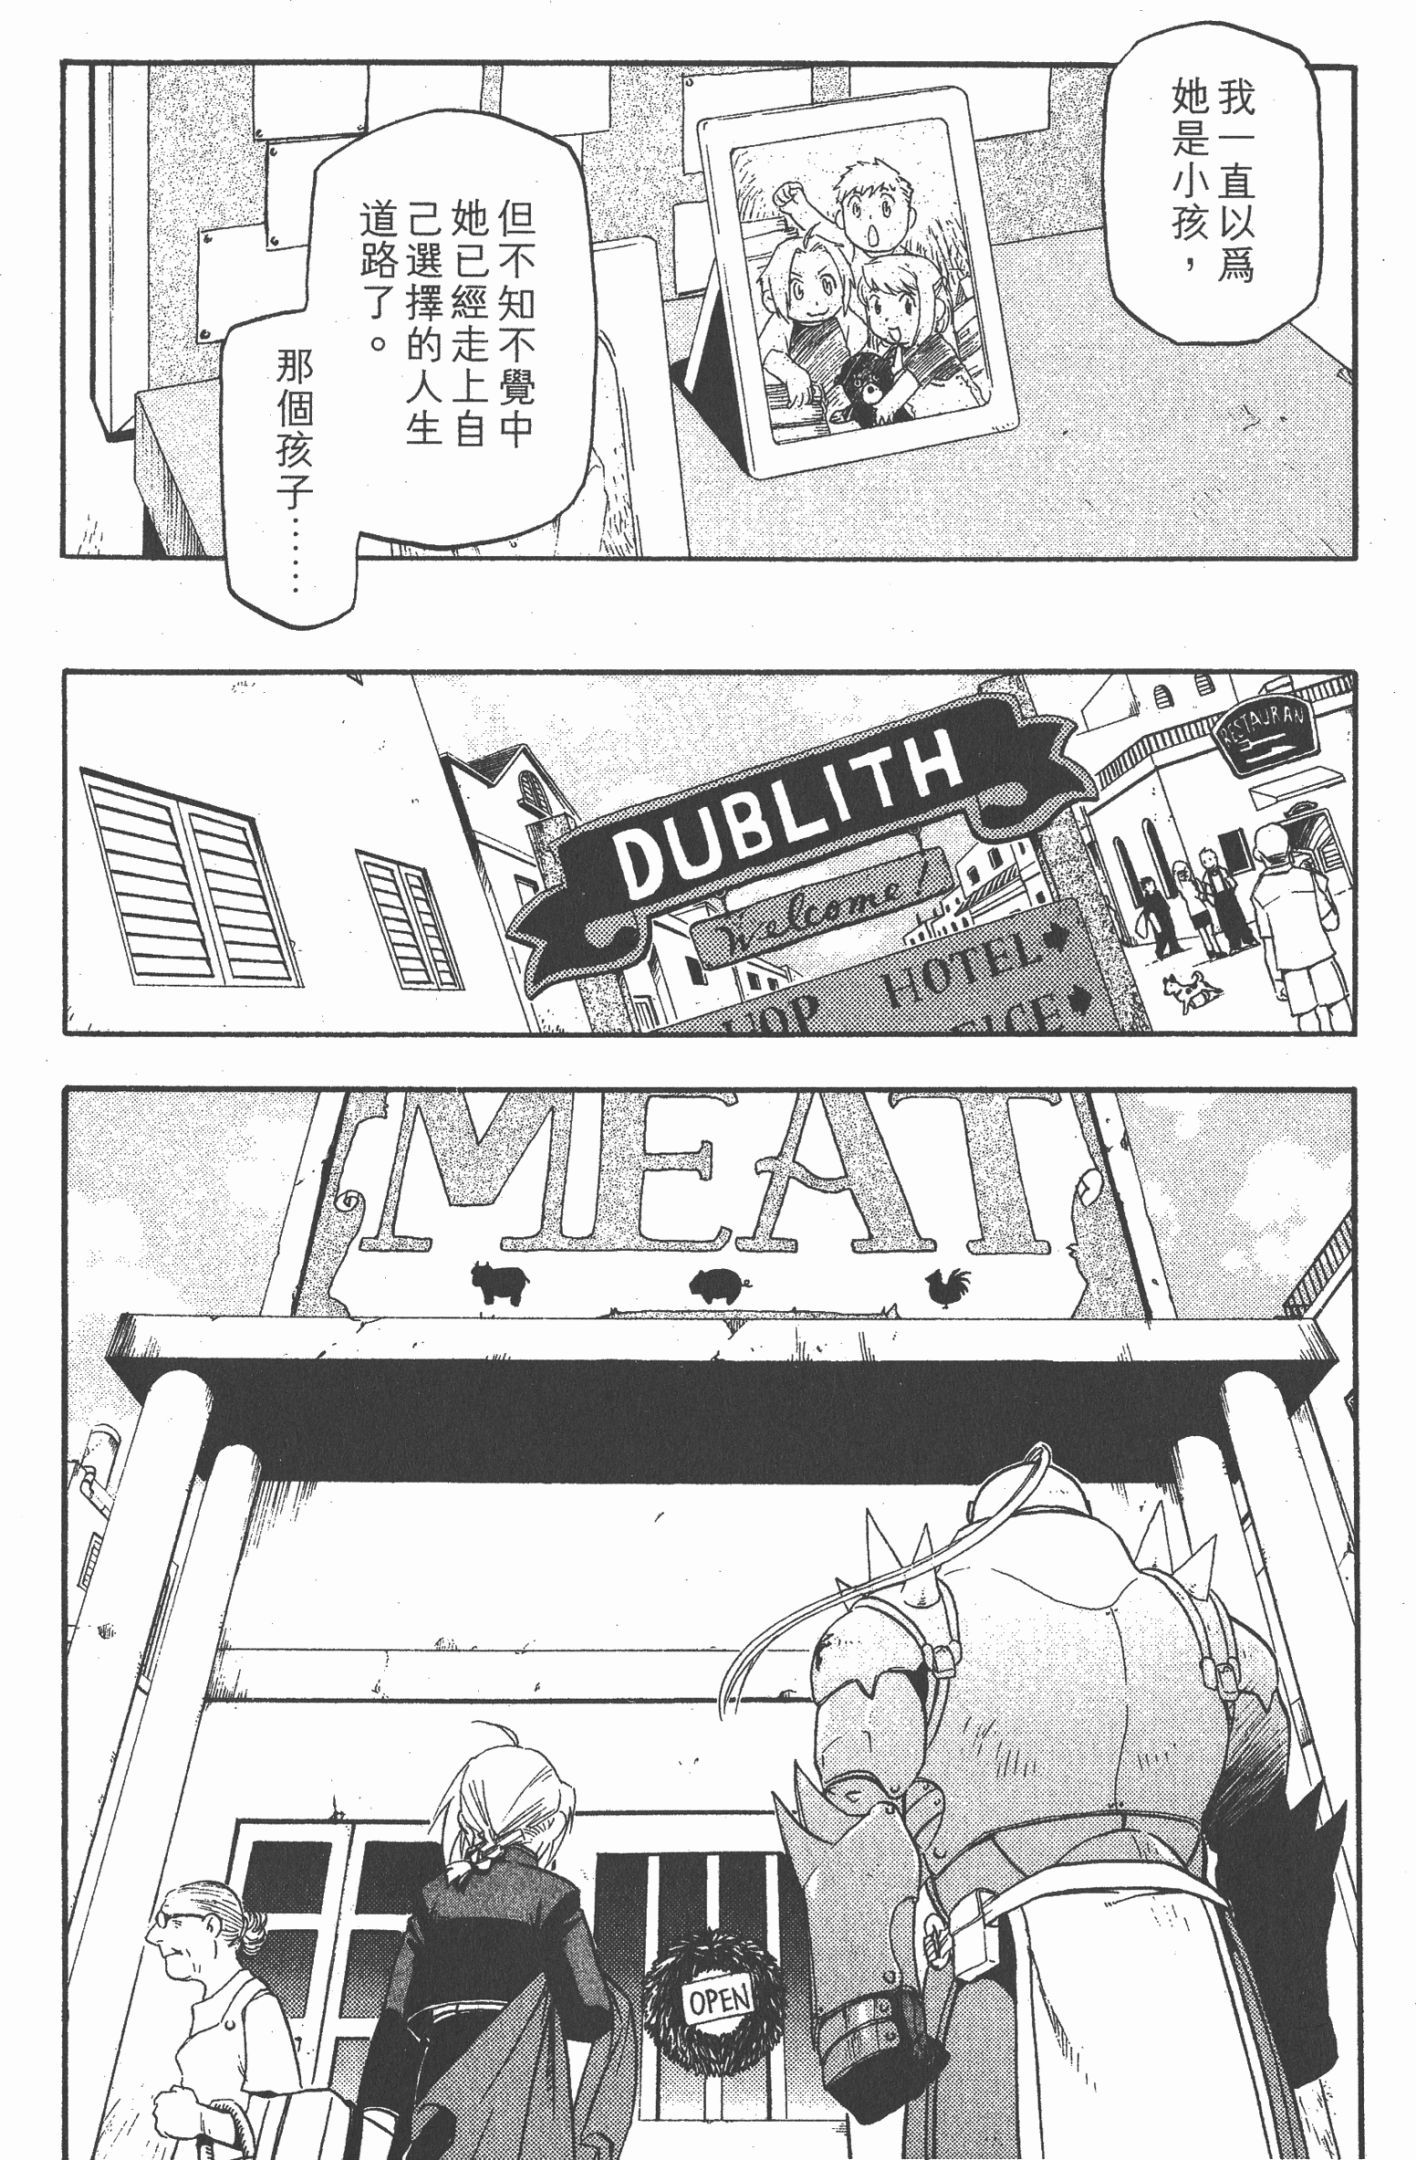 我一直以爲
她是小孩，
但不知不覺中
她已經走上自
己選擇的人生
道路了。
那個孩子……
DUBLITH
Welcome!
RESTAURAN
HOTEL
MEAT
OPEN